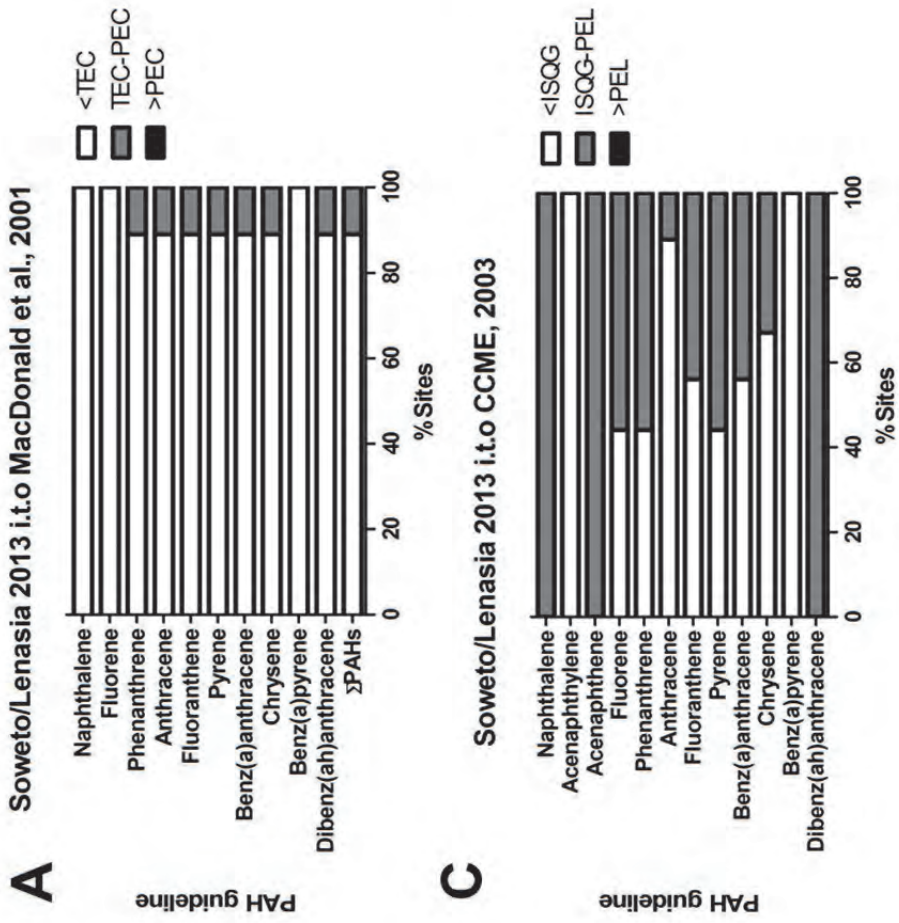 A
Soweto/Lenasia 2013 i.t.o MacDonald et al., 2001
PAH guideline
Naphthalene
Fluorene
Phenanthrene
Anthracene
Fluoranthene
Pyrene
Benz(a)anthracene
Chrysene
Benz(a)pyrene
Dibenz(ah)anthracene
ΣPAHs
0 20 40 60 80 100
%Sites
<TEC
TEC-PEC
>PEC
C
Soweto/Lenasia 2013 i.t.o CCME, 2003
PAH guideline
Naphthalene
Acenaphthylene
Acenaphthene
Fluorene
Phenanthrene
Anthracene
Fluoranthene
Pyrene
Benz(a)anthracene
Chrysene
Benz(a)pyrene
Dibenz(ah)anthracene
0 20 40 60 80 100
%Sites
<ISQG
ISQG-PEL
>PEL